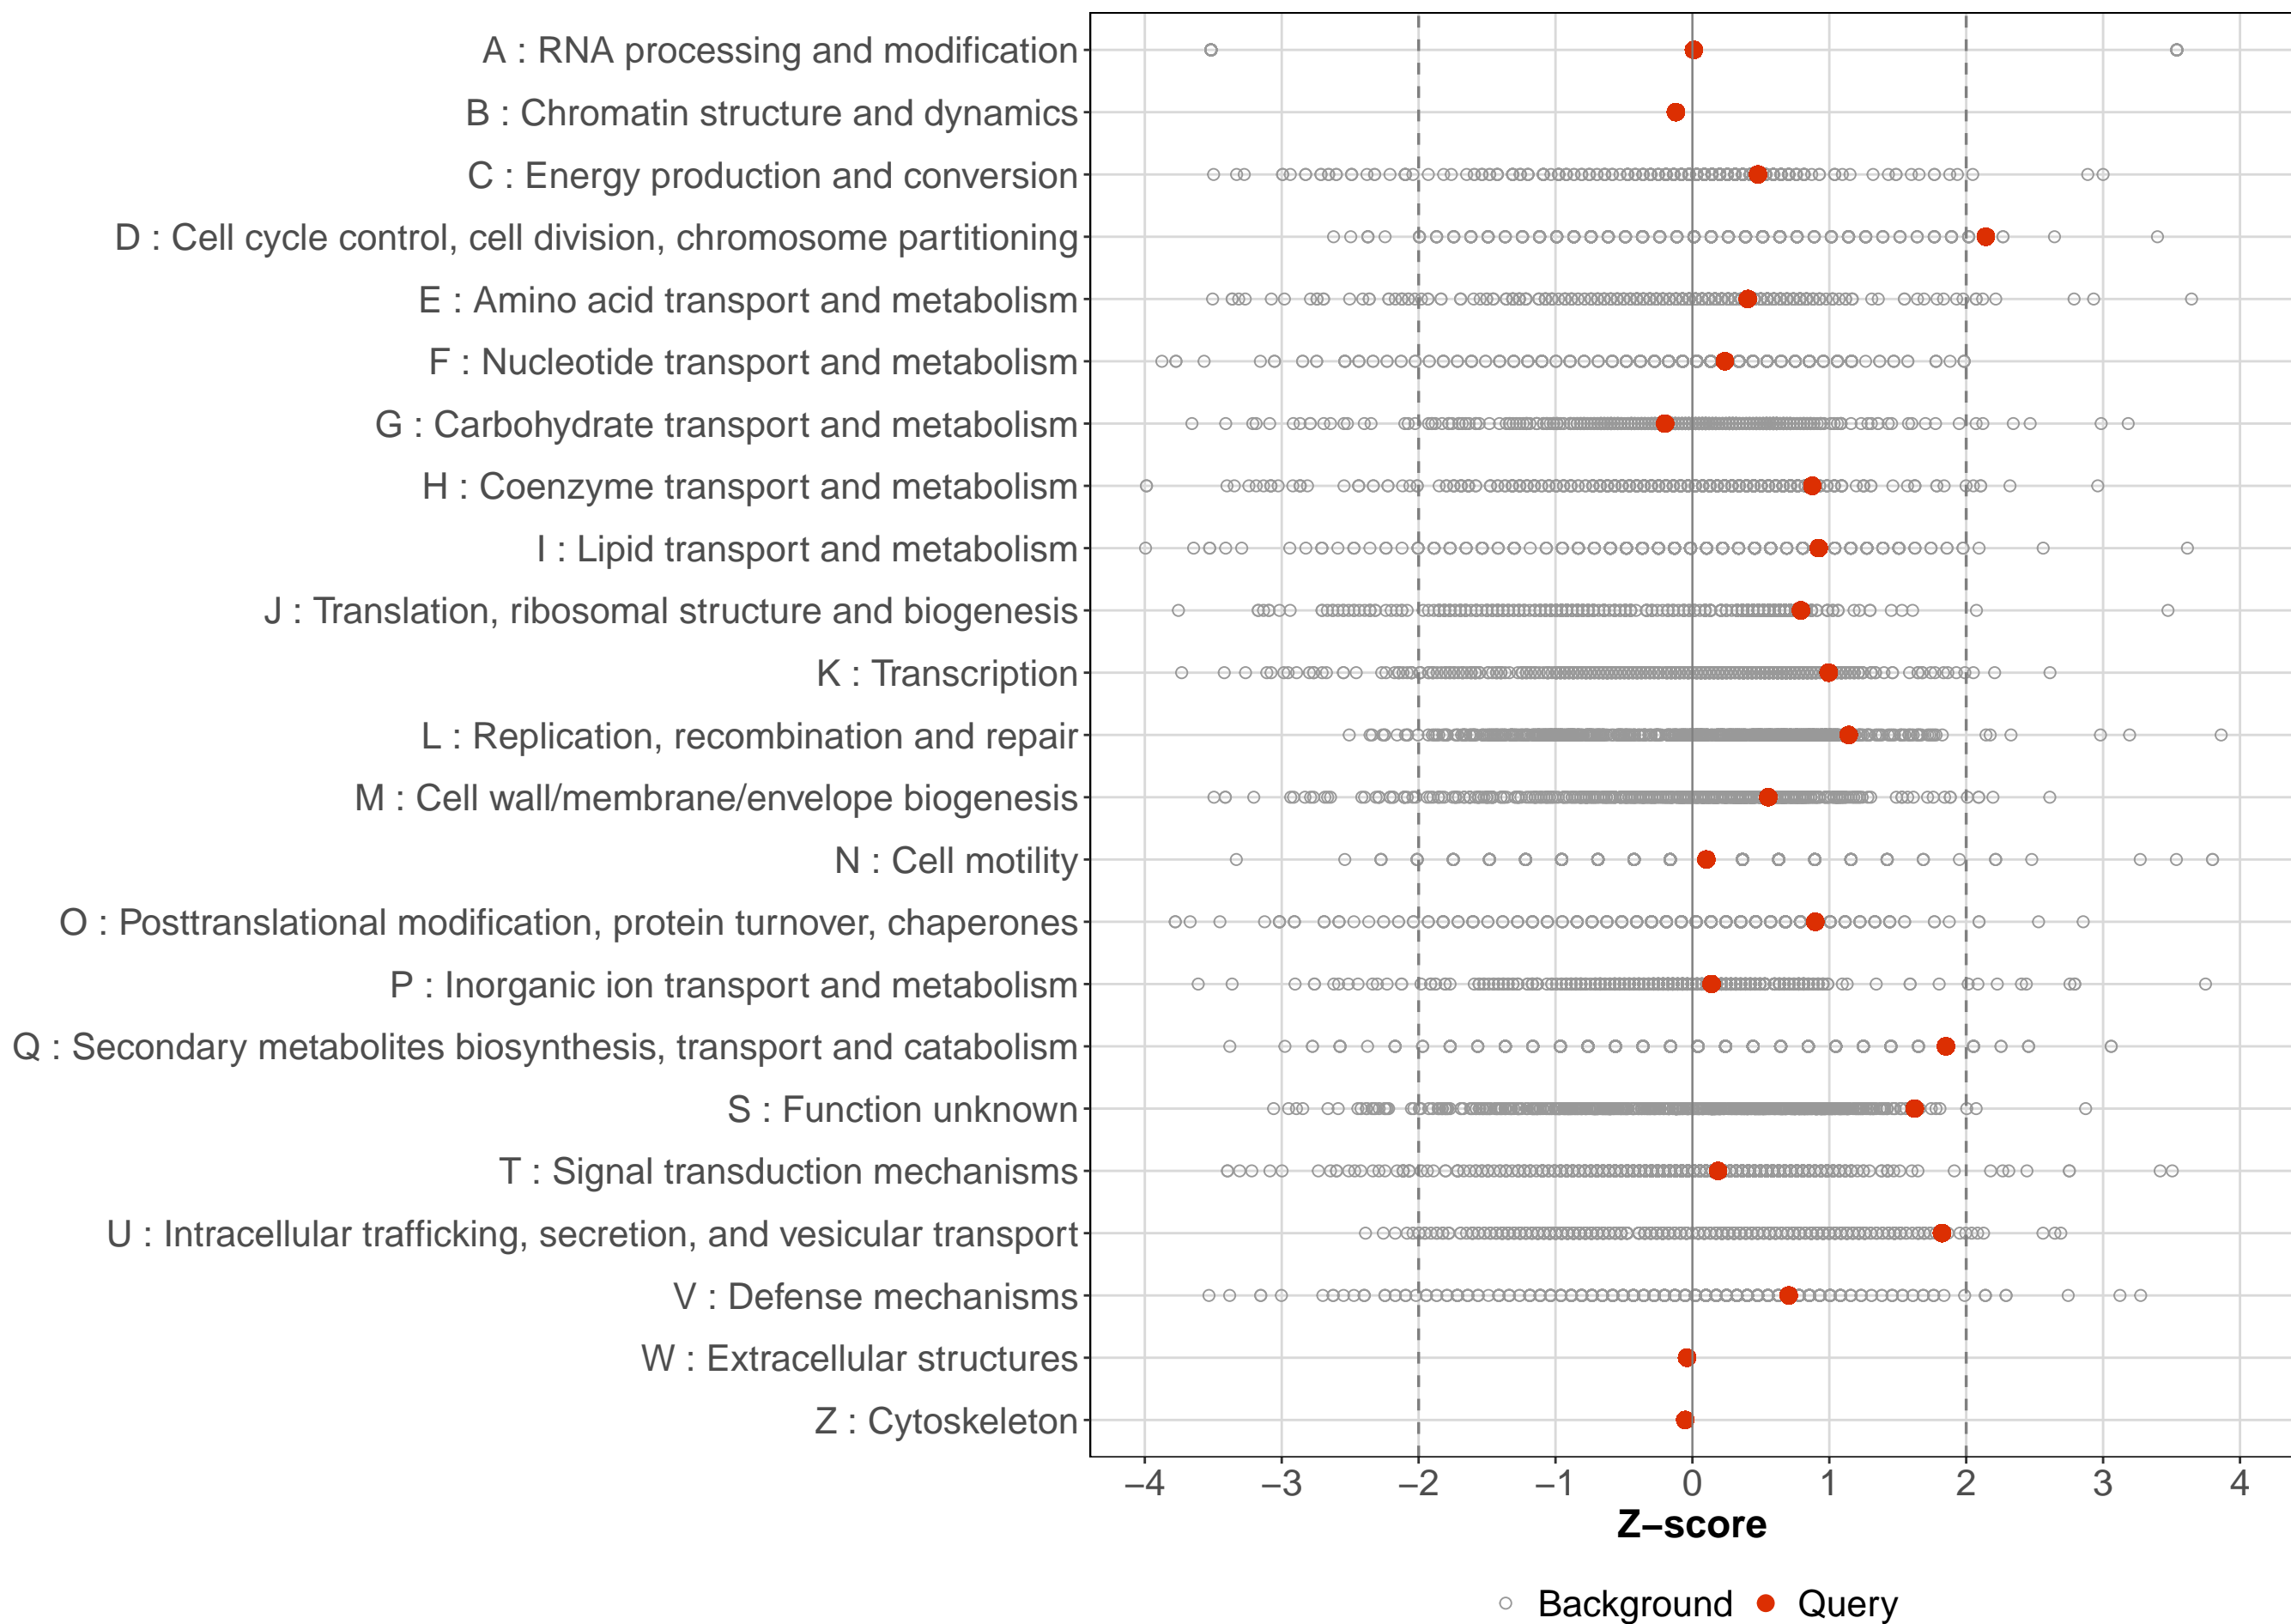 A : RNA processing and modification
B : Chromatin structure and dynamics
C : Energy production and conversion
D : Cell cycle control, cell division, chromosome partitioning
E : Amino acid transport and metabolism
F : Nucleotide transport and metabolism
G : Carbohydrate transport and metabolism
H : Coenzyme transport and metabolism
I : Lipid transport and metabolism
J : Translation, ribosomal structure and biogenesis
K : Transcription
L : Replication, recombination and repair
M : Cell wall/membrane/envelope biogenesis
N : Cell motility
O : Posttranslational modification, protein turnover, chaperones
P : Inorganic ion transport and metabolism
Q : Secondary metabolites biosynthesis, transport and catabolism
S : Function unknown
T : Signal transduction mechanisms
U : Intracellular trafficking, secretion, and vesicular transport
V : Defense mechanisms
W : Extracellular structures
Z : Cytoskeleton
−4 −3 −2 −1 0 1 2 3 4
Z−score
Background Query